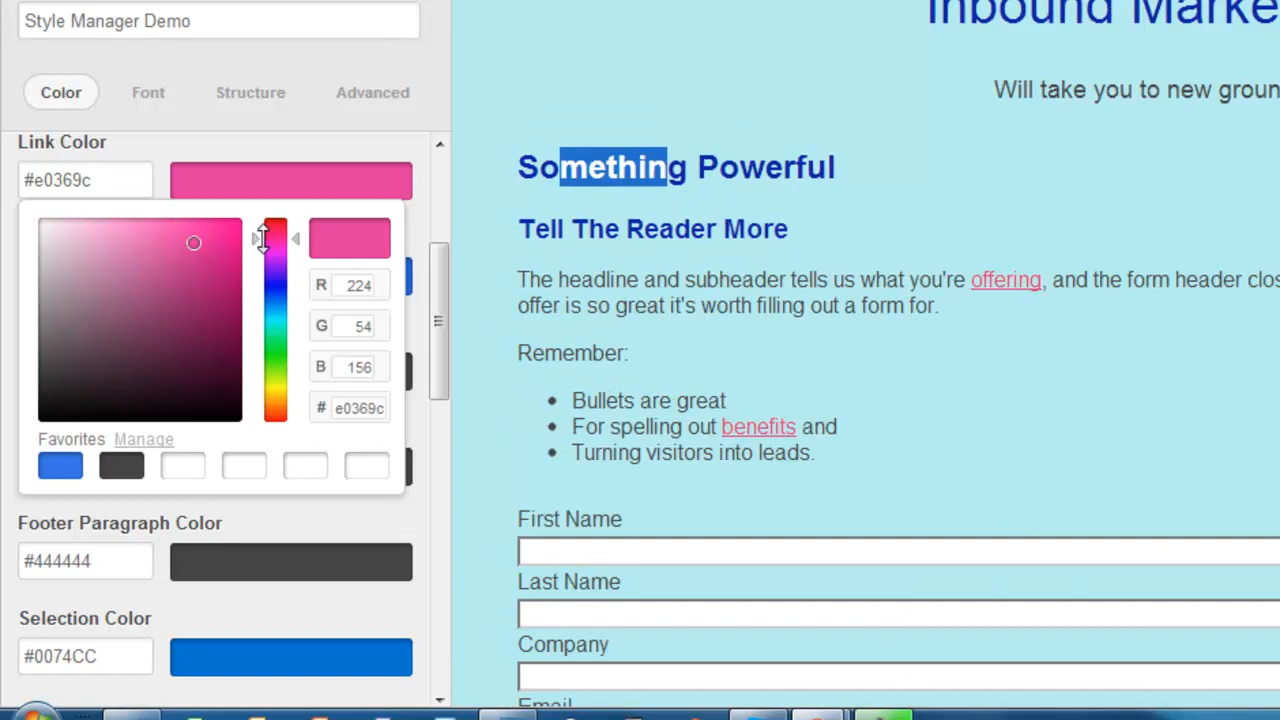 Style Manager Demo
Color Font Structure Advanced
Link Color
#e0369c
R 224
G 54
B 156
# e0369c
Favorites Manage
Footer Paragraph Color
#444444
Selection Color
#0074CC
Inbound Marke
Will take you to new groun
Something Powerful
Tell The Reader More
The headline and subheader tells us what you're offering, and the form header clos
offer is so great it's worth filling out a form for.
Remember:
• Bullets are great
• For spelling out benefits and
• Turning visitors into leads.
First Name
Last Name
Company
Email